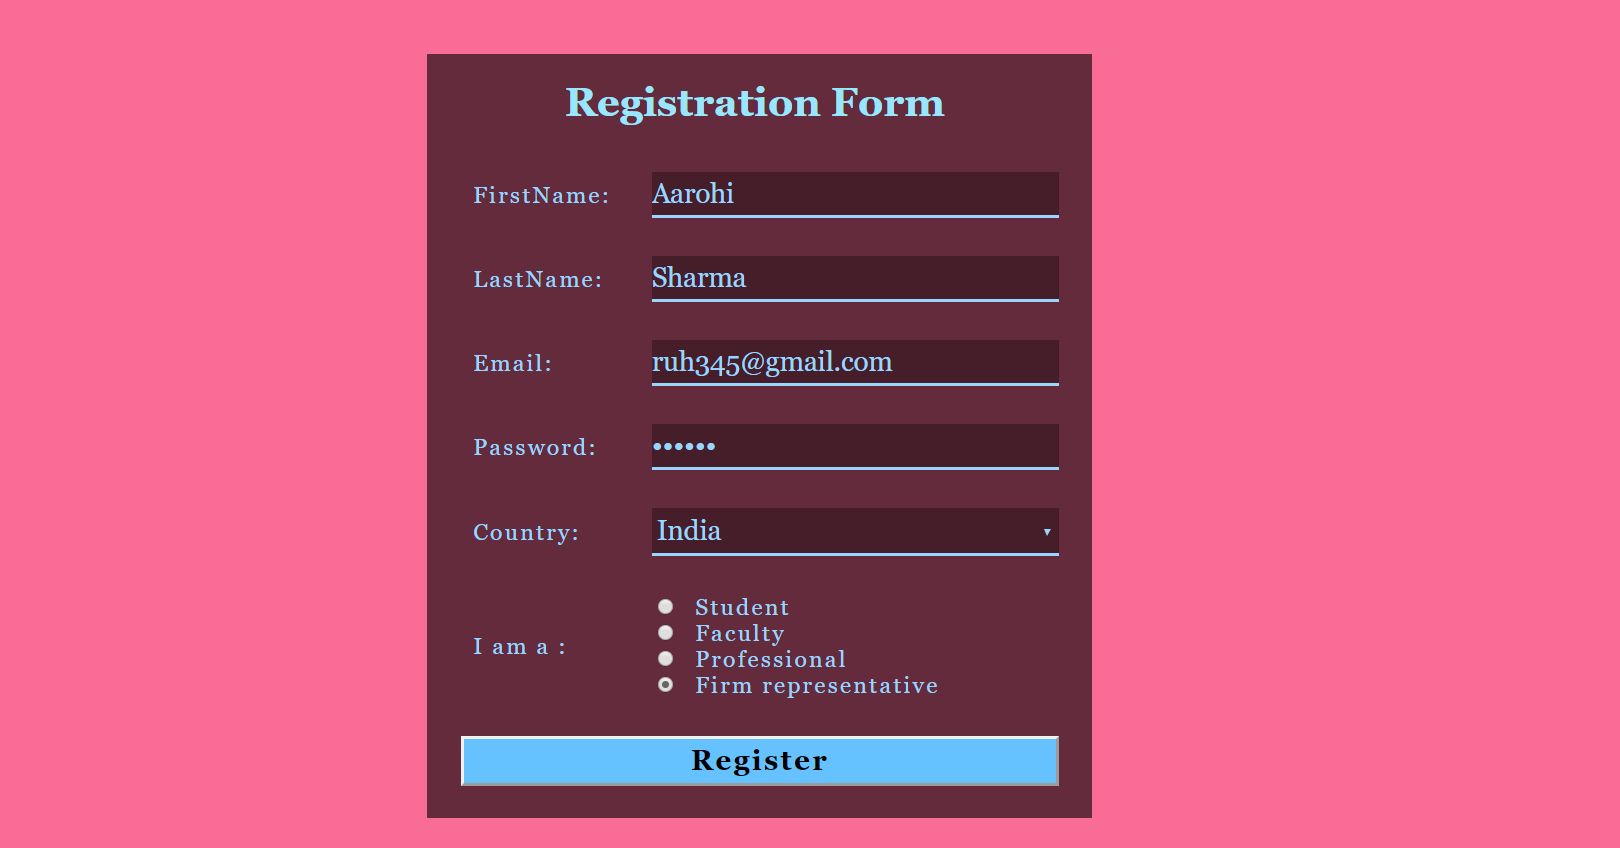 Registration Form
FirstName: Aarohi
LastName: Sharma
Email: ruh345@gmail.com
Password: ••••••
Country: India
Student
Faculty
I am a :
Professional
Firm representative
Register